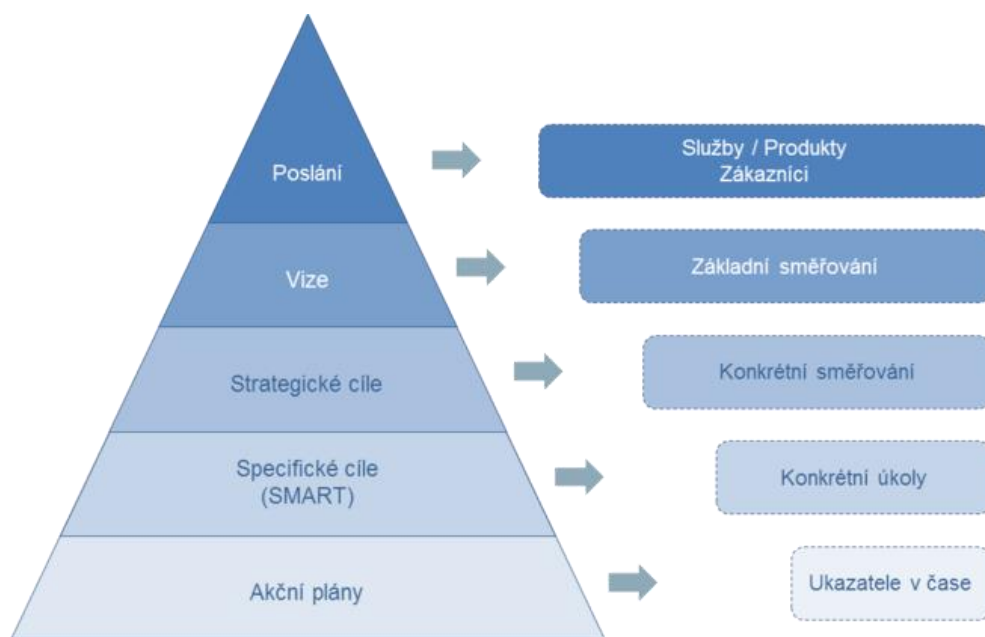 Poslání
Služby / Produkty
Zákazníci
Vize
Základní směřování
Strategické cíle
Konkrétní směřování
Specifické cíle
(SMART)
Konkrétní úkoly
Akční plány
Ukazatele v čase